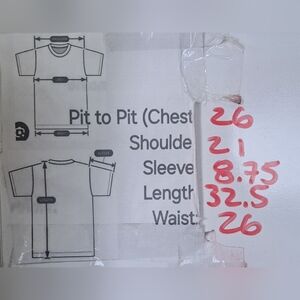 Pit to Pit (Chest 26
Shoulde 21
Sleeve 8.75
Length 32.5
Waist: 26